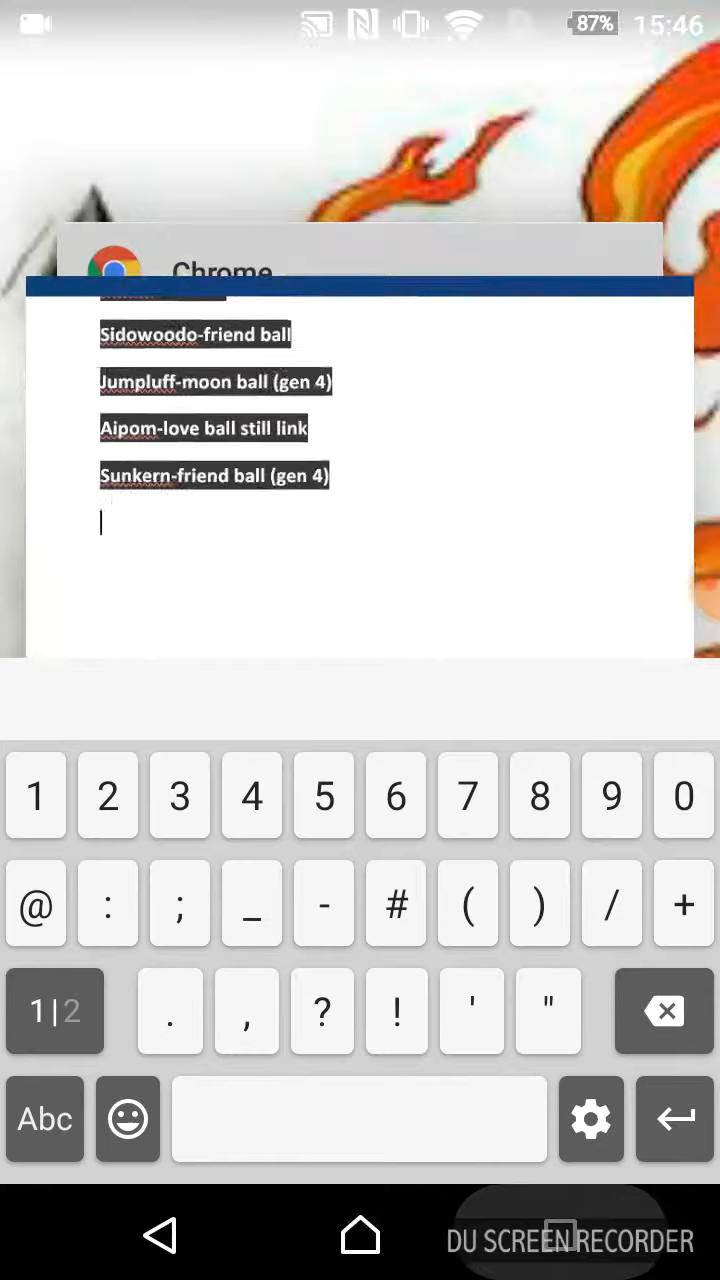 87% 15:46
Chrome
Sidowoodo-friend ball
Jumpluff-moon ball (gen 4)
Aipom-love ball still link
Sunkern-friend ball (gen 4)
1 2 3 4 5 6 7 8 9 0
@ : ; _ - # ( ) / +
1|2 . , ? ! ' "
Abc
DU SCREEN RECORDER